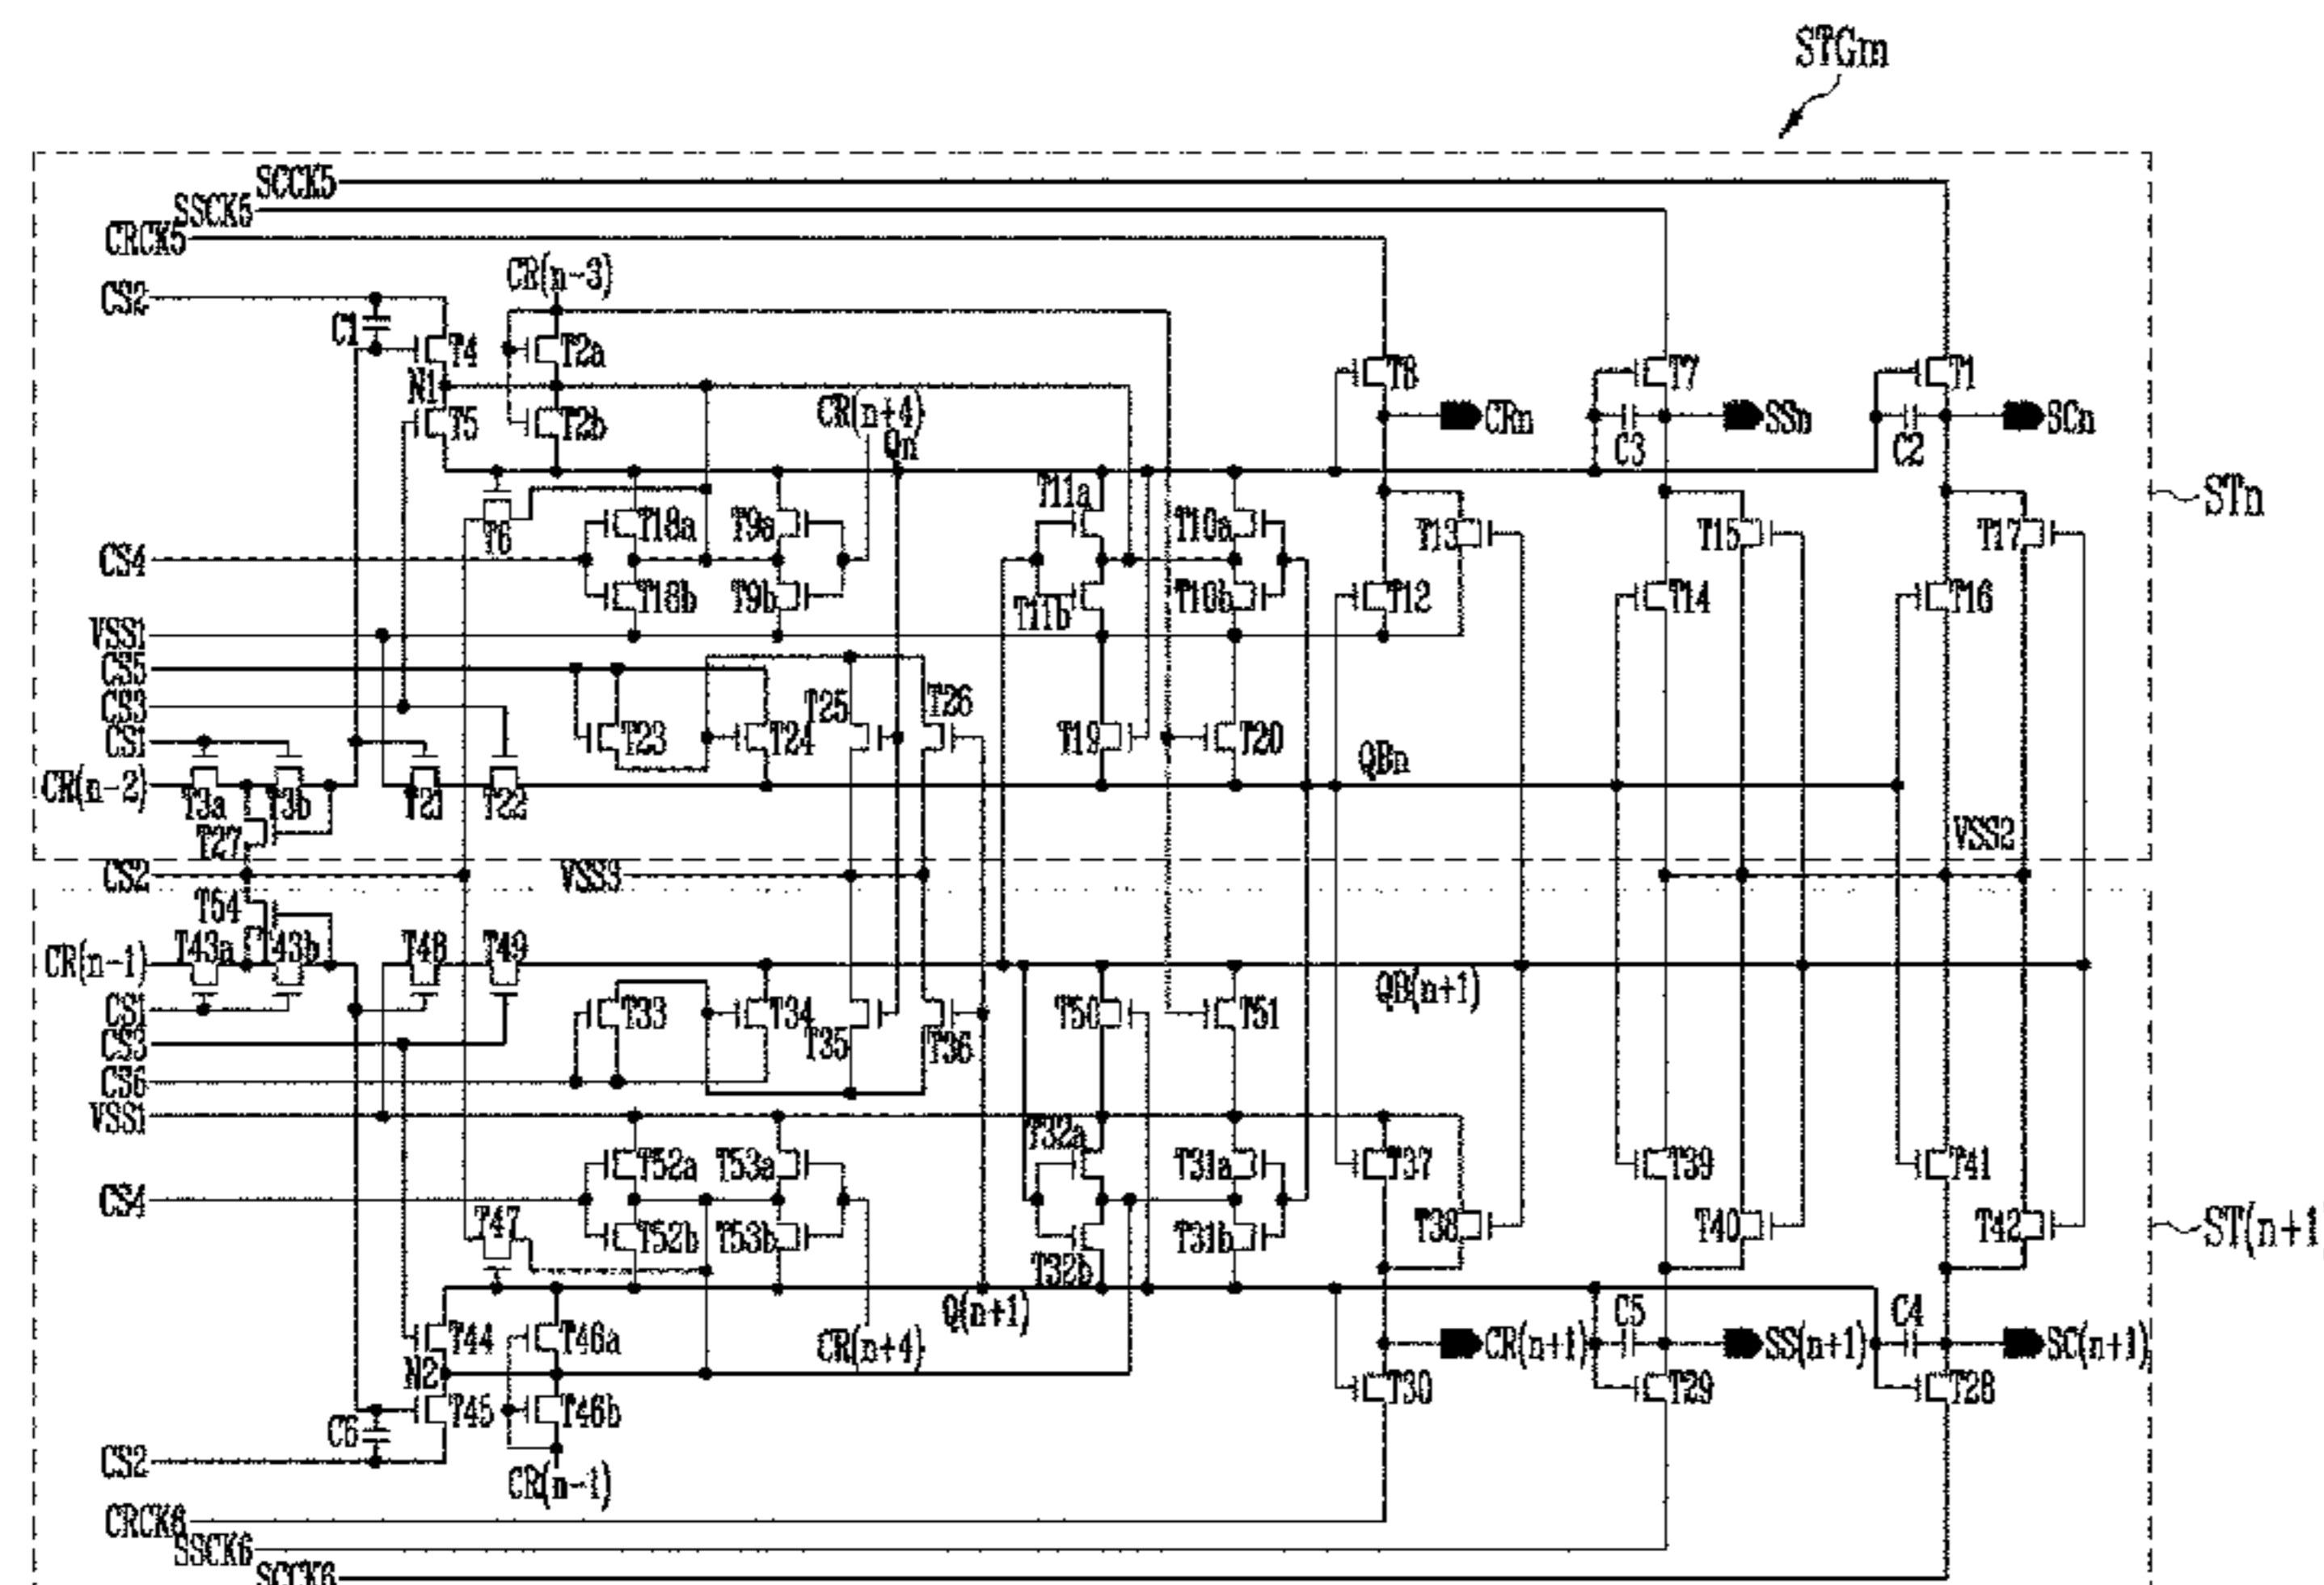 STGm
SCCK5
SSCK5
CRCK5
CR(n-3)
CS2
C1
T4
T2a
T8
T7
T1
N1
T5
T2b
CR(n+4)
Qn
CRn
C3
SSn
C2
SCn
T11a
STn
T6
T18a
T9a
T10a
T13
T15
T17
CS4
T18b
T9b
T11b
T10b
T12
T14
T16
VSS1
CS5
CS3
T25
T26
CS1
T23
T24
T19
T20
QBn
CR(n-2)
T3a
T3b
T21
T22
T27
VSS2
CS2
VSS3
T54
T43a
T43b
T48
T49
CR(n-1)
QB(n+1)
CS1
T33
T34
T50
T51
CS3
T35
T36
CS6
VSS1
T32a
T52a
T53a
T31a
T37
T39
T41
CS4
T47
T52b
T53b
T32b
T31b
T38
T40
T42
ST(n+1
Q(n+1)
C5
C4
T44
T46a
CR(n+4)
CR(n+1)
SS(n+1)
SC(n+1)
N2
T45
T46b
T30
T29
T28
C6
CS2
CR(n-1)
CRCK6
SSCK6
SCCK6